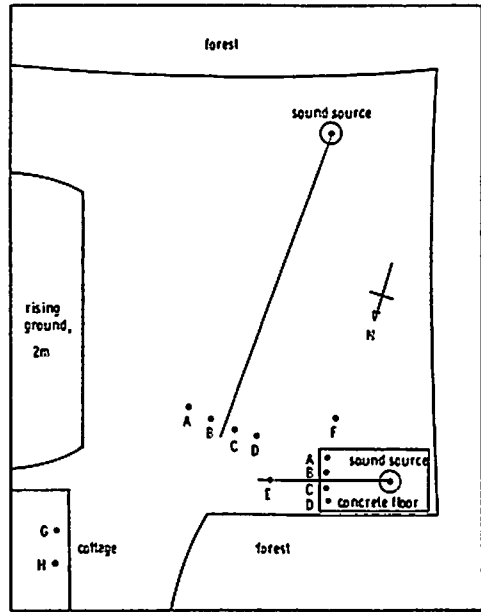 forest
sound source
N
rising
ground,
2m
A
B
C
D
F
A
B
C
D
sound source
concrete floor
E
G
H
cottage
forest